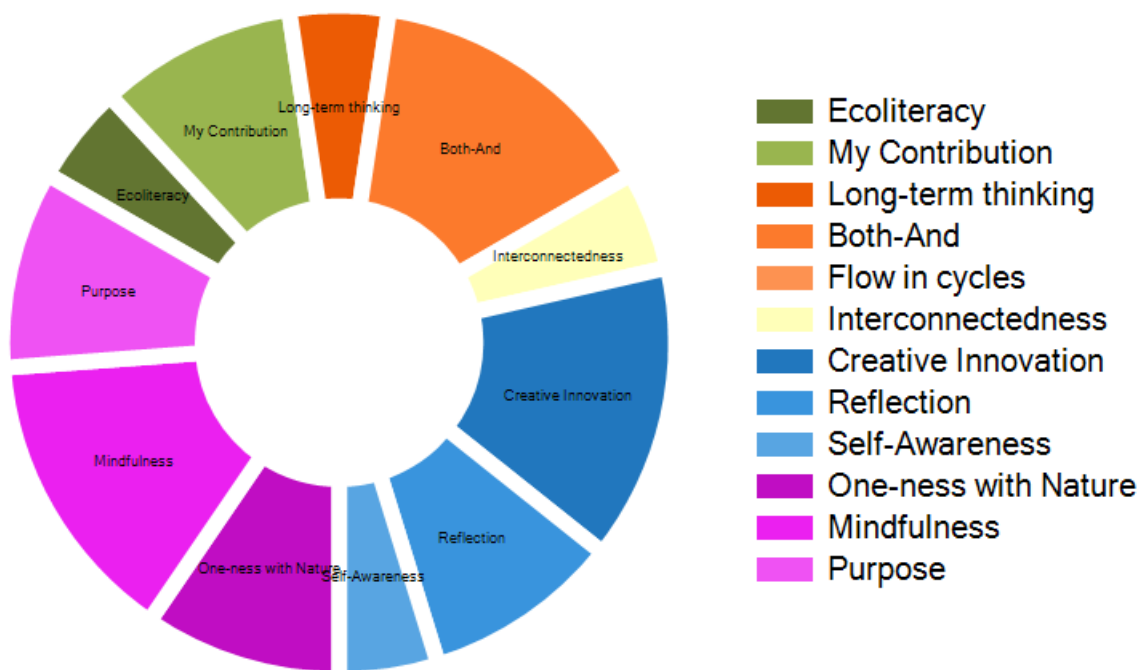 Long-term thinking
My Contribution
Both-And
Ecoliteracy
Interconnectedness
Purpose
Creative Innovation
Mindfulness
Reflection
One-ness with Nature
Self-Awareness
Ecoliteracy
My Contribution
Long-term thinking
Both-And
Flow in cycles
Interconnectedness
Creative Innovation
Reflection
Self-Awareness
One-ness with Nature
Mindfulness
Purpose